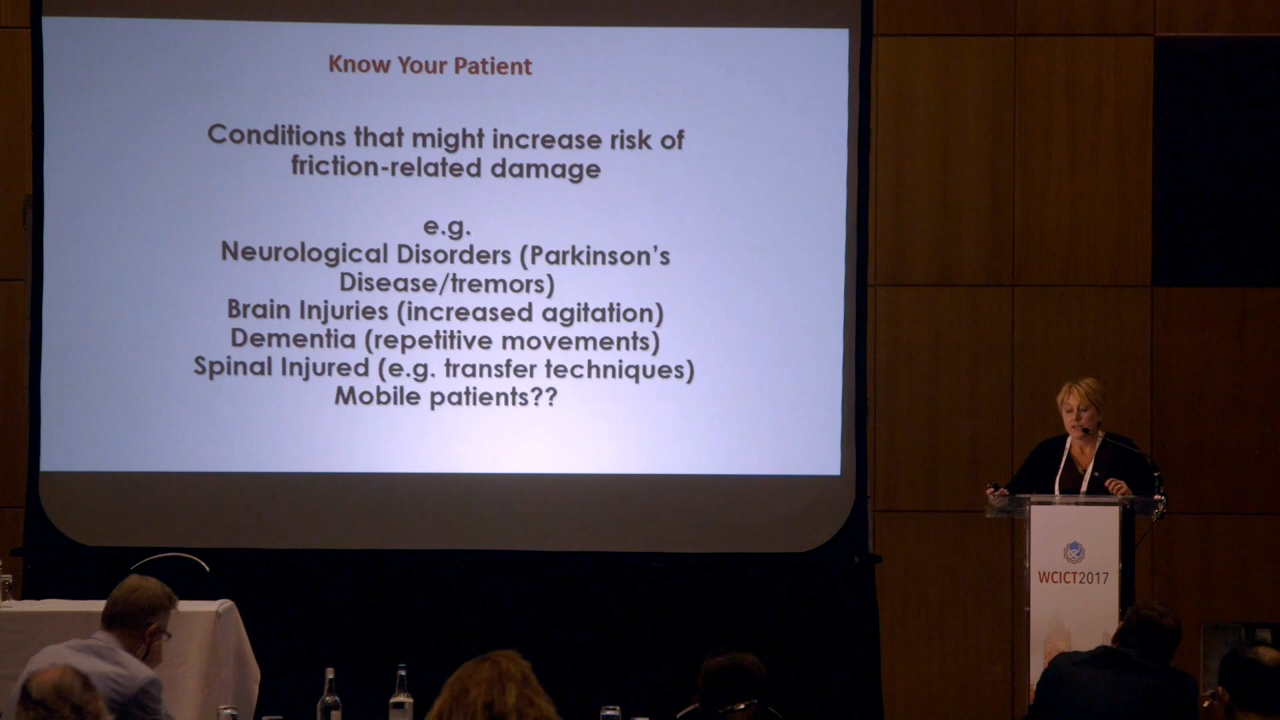 Know Your Patient
Conditions that might increase risk of
friction-related damage
e.g.
Neurological Disorders (Parkinson's
Disease/tremors)
Brain Injuries (increased agitation)
Dementia (repetitive movements)
Spinal Injured (e.g. transfer techniques)
Mobile patients??
WCICT2017